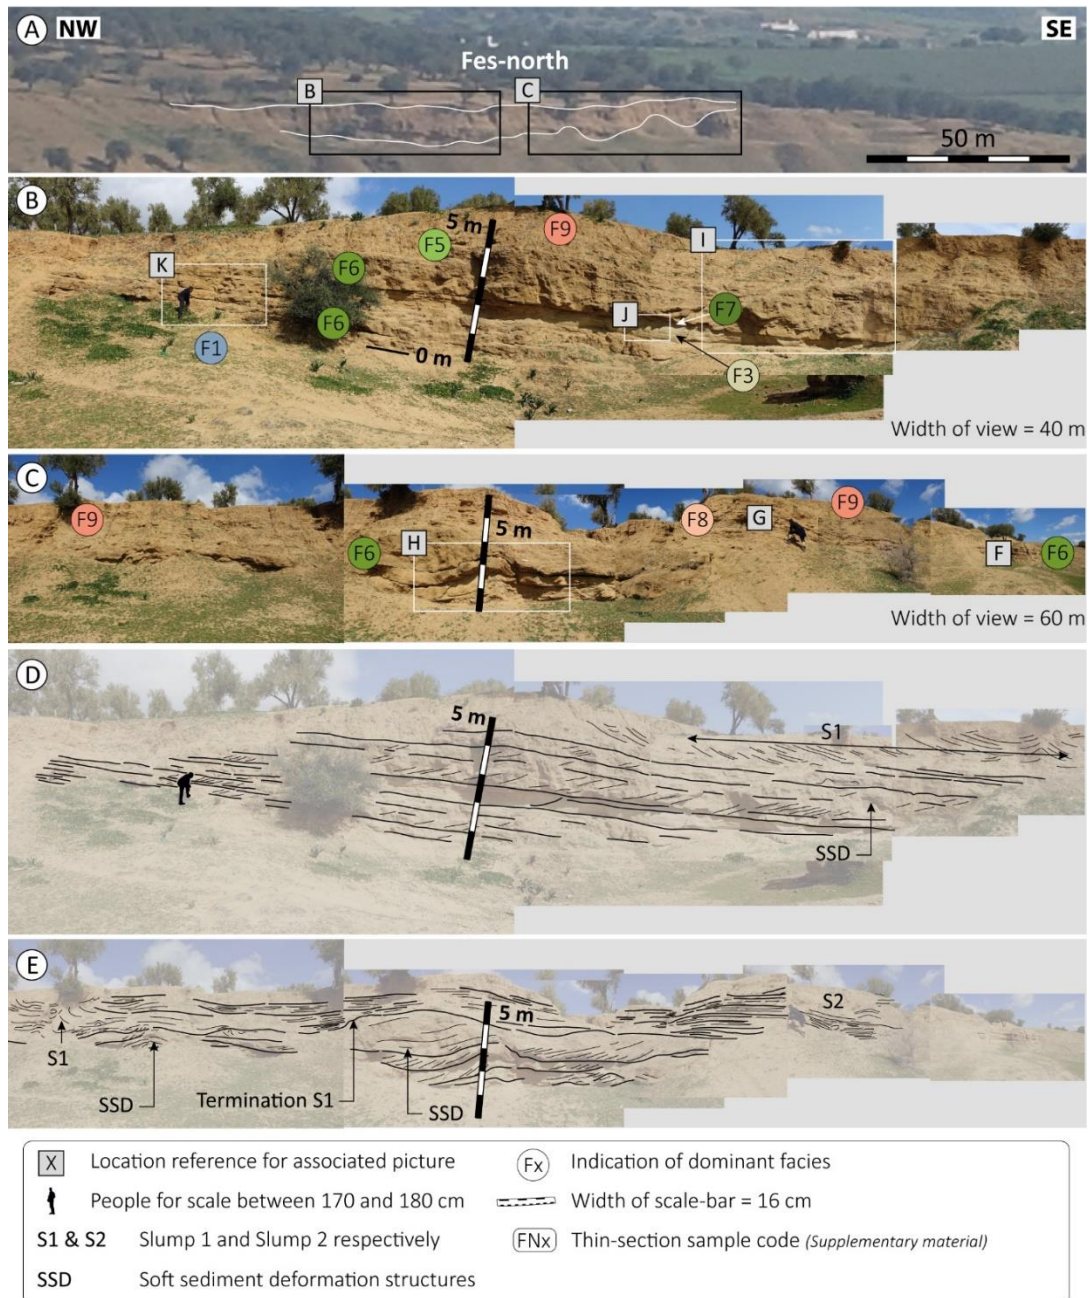 A NW SE
Fes-north
B C
50 m
B
5 m F9
F5 I
K F6
J F7
F6
F1 0 m
F3
Width of view = 40 m
C
F9 F9
F8 G
5 m
F6 H F F6
Width of view = 60 m
D
5 m
S1
SSD
E
S2
5 m
S1
SSD Termination S1 SSD
X Location reference for associated picture
Fx Indication of dominant facies
People for scale between 170 and 180 cm
Width of scale-bar = 16 cm
S1 & S2 Slump 1 and Slump 2 respectively
FNx Thin-section sample code (Supplementary material)
SSD Soft sediment deformation structures